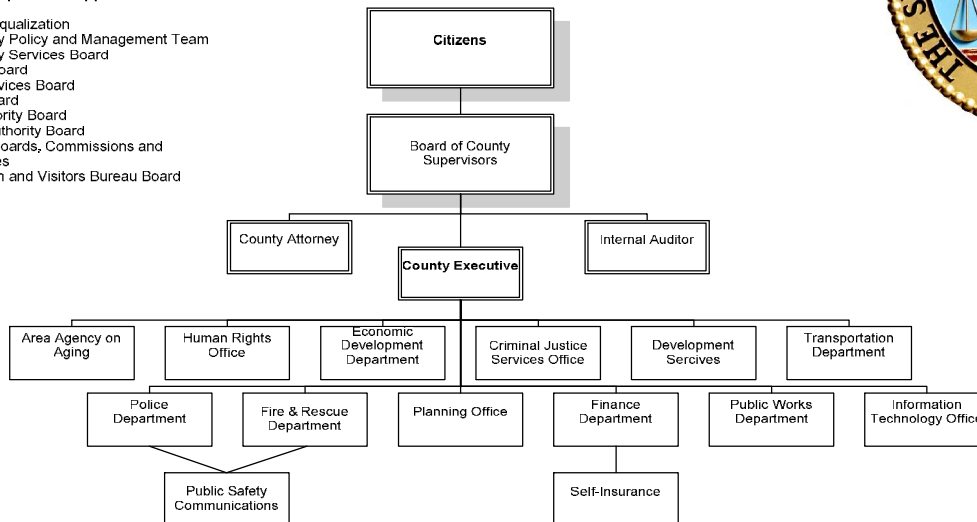 qualization
y Policy and Management Team
y Services Board
oard
vices Board
ard
ority Board
uthority Board
oards, Commissions and
es
n and Visitors Bureau Board
THE S
Citizens
Board of County
Supervisors
County Attorney
Internal Auditor
County Executive
Area Agency on
Aging
Human Rights
Office
Economic
Development
Department
Criminal Justice
Services Office
Development
Sercives
Transportation
Department
Police
Department
Fire & Rescue
Department
Planning Office
Finance
Department
Public Works
Department
Information
Technology Office
Public Safety
Communications
Self-Insurance